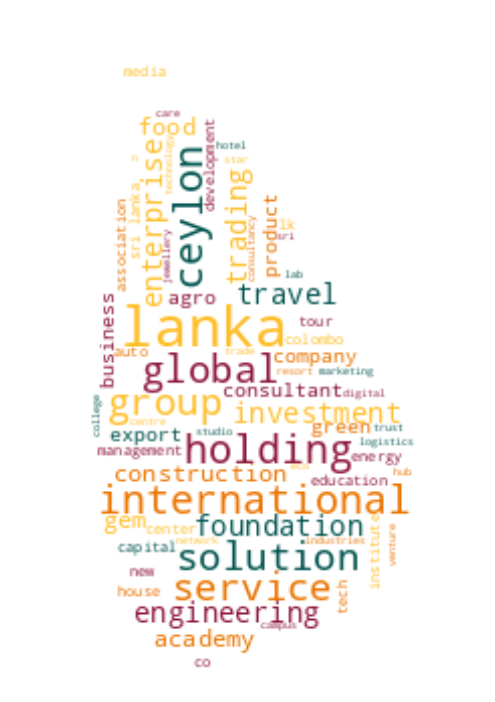 media
care
food
hotel
enterprise
ceylon
development
technology
star
trading
sri lanka
association
jewellery
consultancy
product
lk
sri
lab
agro
travel
business
lanka
tour
colombo
auto
trade
company
global
resort
marketing
consultant
digital
college
group
investment
centre
green
trust
export
studio
holding
logistics
management
energy
construction
eco
hub
education
international
gem
center
foundation
institute
venture
network
industries
capital
solution
new
house
service
tech
engineering
campus
academy
co